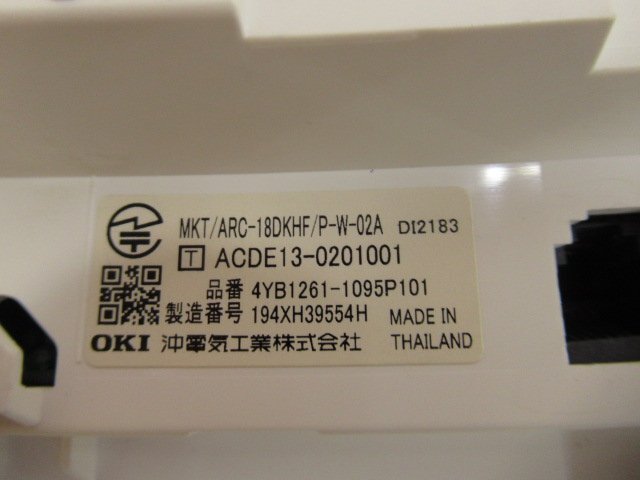 MKT/ARC-18DKHF/P-W-02A DI2183
T ACDE13-0201001
品番 4YB1261-1095P101
製造番号 194XH39554H MADE IN THAILAND
OKI 沖電気工業株式会社